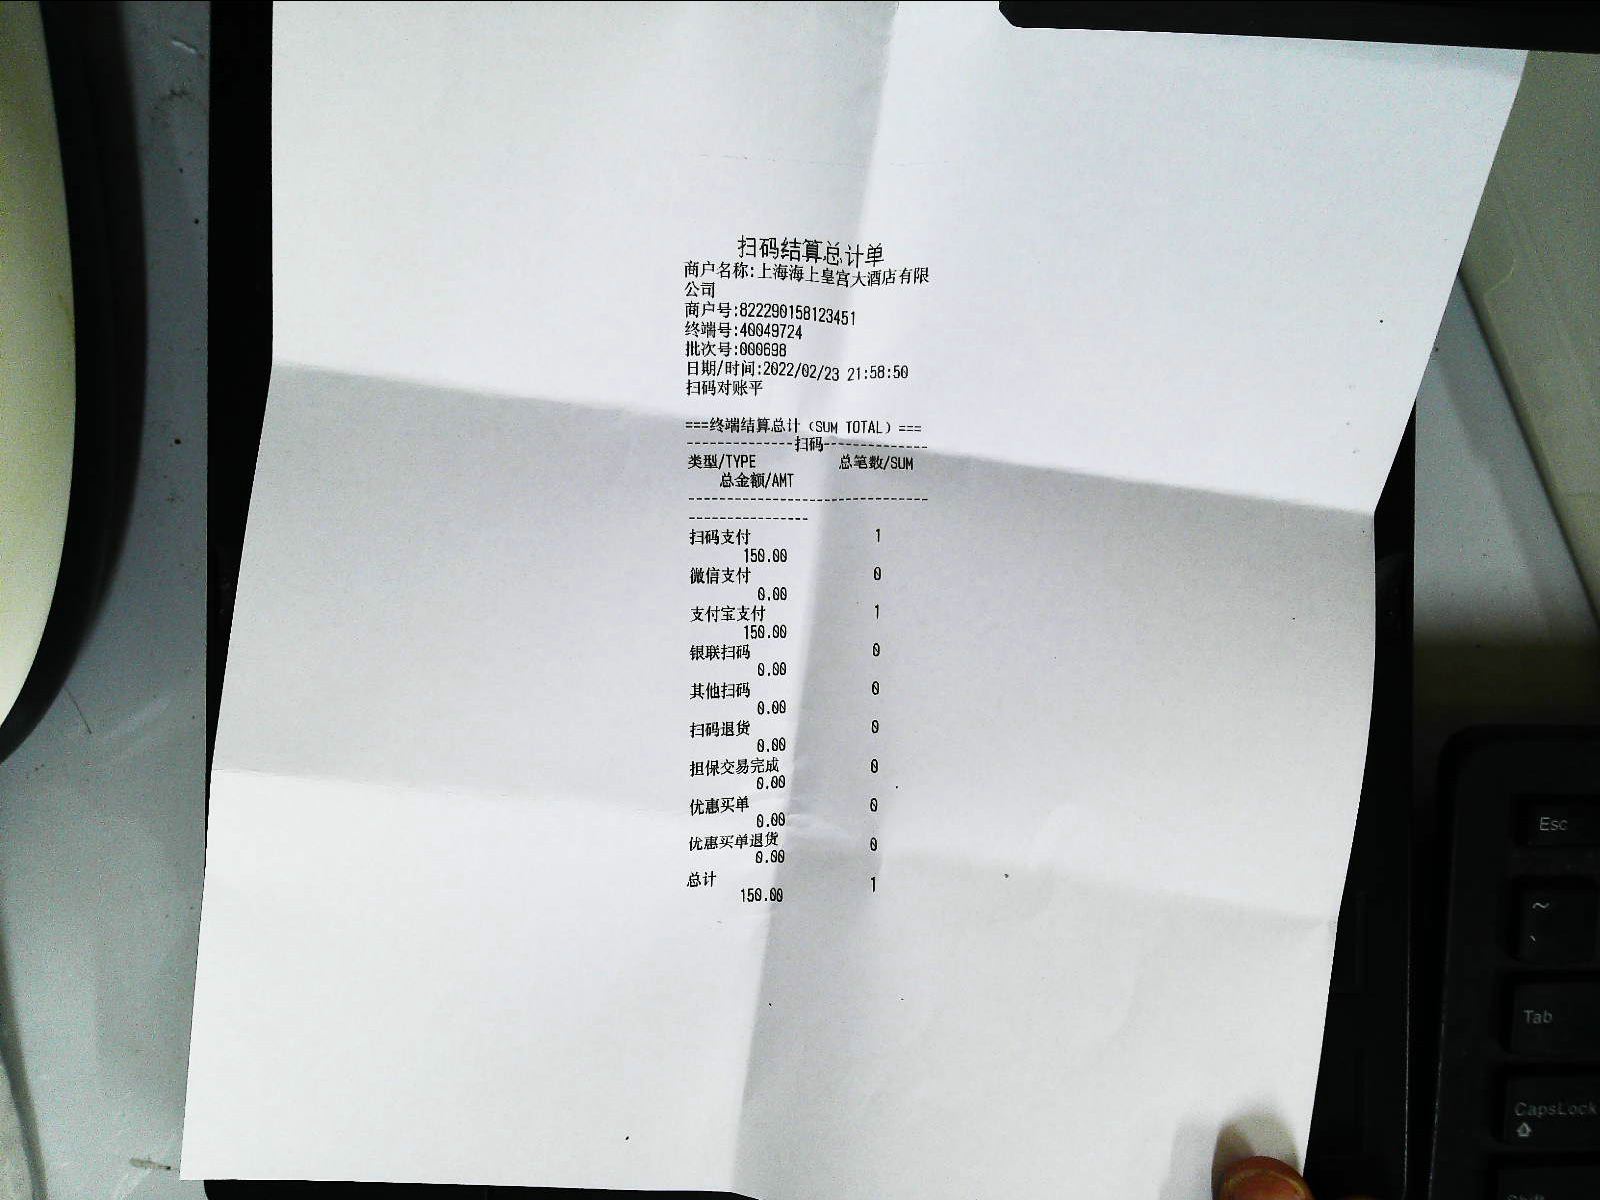 扫码结算总计单
商户名称:上海海上皇宫大酒店有限
公司
商户号:822290158123451
终端号:40049724
批次号:000698
日期/时间:2022/02/23 21:58:50
扫码对账平
===终端结算总计（SUM TOTAL）===
---------------扫码---------------
类型/TYPE 总笔数/SUM
总金额/AMT
-------------------------------
----------------
扫码支付 1
150.00
微信支付 0
0.00
支付宝支付 1
150.00
银联扫码 0
0.00
其他扫码 0
0.00
扫码退货 0
0.00
担保交易完成 0
0.00
优惠买单 0
0.00
优惠买单退货 0
0.00
总计 1
150.00
Esc
~
Tab
CapsLock